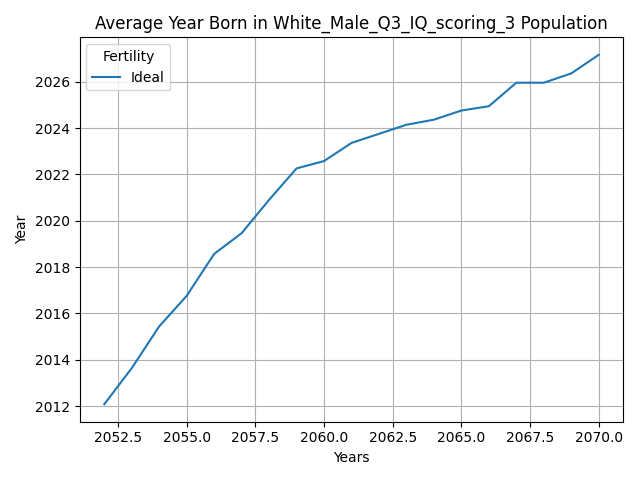 Average Year Born in White_Male_Q3_IQ_scoring_3 Population
Fertility
Ideal
2026
2024
2022
2020
2018
2016
2014
2012
Year
2052.5 2055.0 2057.5 2060.0 2062.5 2065.0 2067.5 2070.0
Years